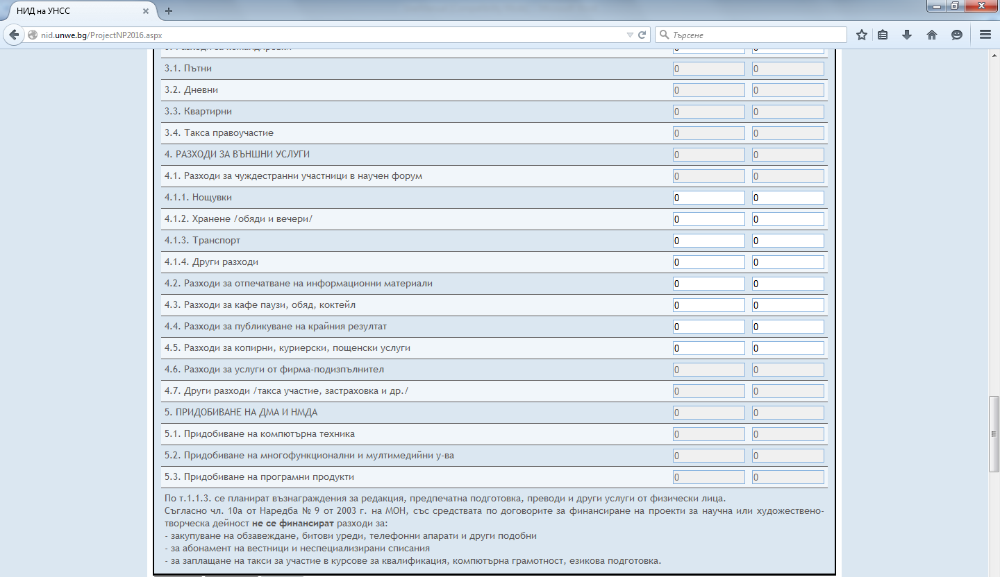 НИД на УНСС
nid.unwe.bg/ProjectNP2016.aspx
Търсене
3. Разходи за командировки 0 0
3.1. Пътни 0 0
3.2. Дневни 0 0
3.3. Квартирни 0 0
3.4. Такса правоучастие 0 0
4. РАЗХОДИ ЗА ВЪНШНИ УСЛУГИ 0 0
4.1. Разходи за чуждестранни участници в научен форум 0 0
4.1.1. Нощувки 0 0
4.1.2. Хранене /обяди и вечери/ 0 0
4.1.3. Транспорт 0 0
4.1.4. Други разходи 0 0
4.2. Разходи за отпечатване на информационни материали 0 0
4.3. Разходи за кафе паузи, обяд, коктейл 0 0
4.4. Разходи за публикуване на крайния резултат 0 0
4.5. Разходи за копирни, куриерски, пощенски услуги 0 0
4.6. Разходи за услуги от фирма-подизпълнител 0 0
4.7. Други разходи /такса участие, застраховка и др./ 0 0
5. ПРИДОБИВАНЕ НА ДМА И НМДА 0 0
5.1. Придобиване на компютърна техника 0 0
5.2. Придобиване на многофункционални и мултимедийни у-ва 0 0
5.3. Придобиване на програмни продукти 0 0
По т.1.1.3. се планират възнаграждения за редакция, предпечатна подготовка, преводи и други услуги от физически лица.
Съгласно чл. 10а от Наредба № 9 от 2003 г. на МОН, със средствата по договорите за финансиране на проекти за научна или художествено-
творческа дейност не се финансират разходи за:
- закупуване на обзавеждане, битови уреди, телефонни апарати и други подобни
- за абонамент на вестници и неспециализирани списания
- за заплащане на такси за участие в курсове за квалификация, компютърна грамотност, езикова подготовка.